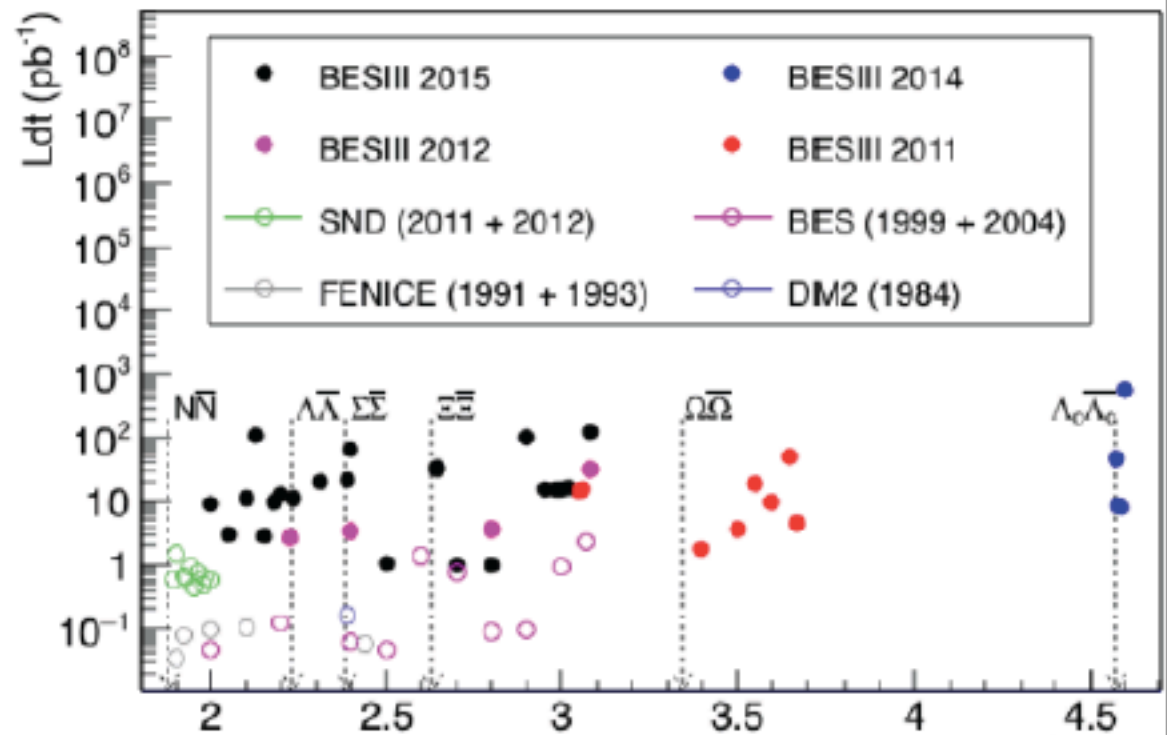 Ldt (pb⁻¹)
10⁸
10⁷
10⁶
10⁵
10⁴
10³
10²
10
1
10⁻¹
BESIII 2015
BESIII 2014
BESIII 2012
BESIII 2011
SND (2011 + 2012)
BES (1999 + 2004)
FENICE (1991 + 1993)
DM2 (1984)
NN̅ ΛΛ̅ ΣΣ̅ ΞΞ̅ ΩΩ̅ Λ_cΛ̅_c
2 2.5 3 3.5 4 4.5